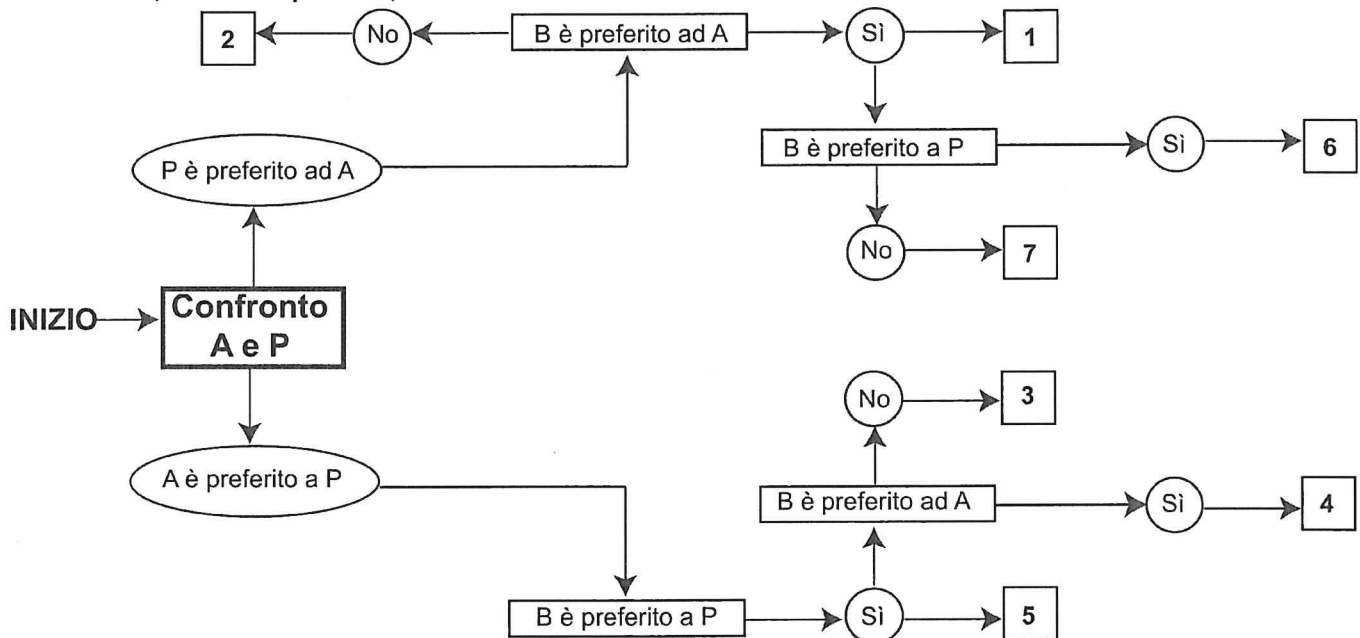 2
No
B è preferito ad A
Sì
1
P è preferito ad A
B è preferito a P
Sì
6
No
7
INIZIO
Confronto
A e P
No
3
A è preferito a P
B è preferito ad A
Sì
4
B è preferito a P
Sì
5